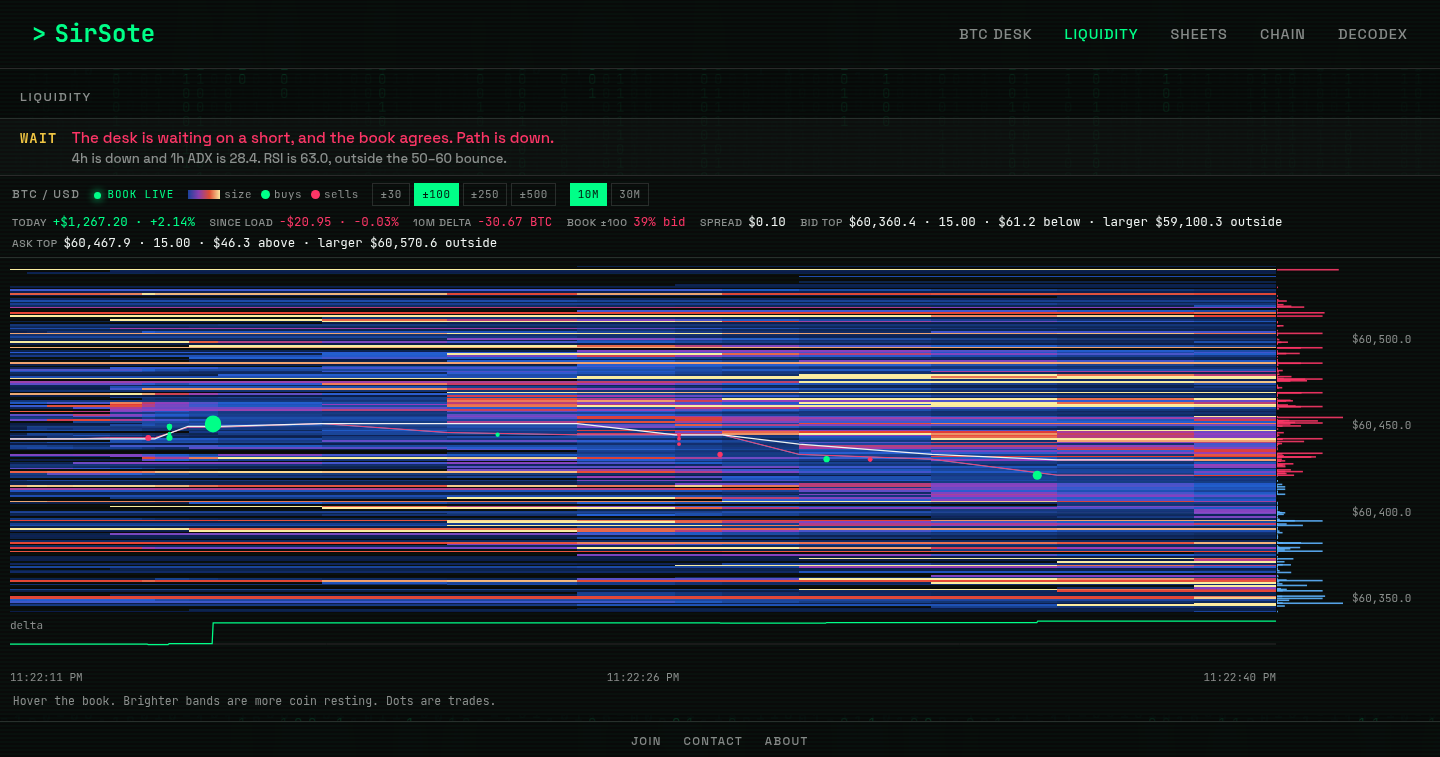 > SirSote
BTC DESK LIQUIDITY SHEETS CHAIN DECODEX
LIQUIDITY
WAIT The desk is waiting on a short, and the book agrees. Path is down.
4h is down and 1h ADX is 28.4. RSI is 63.0, outside the 50–60 bounce.
BTC / USD BOOK LIVE size buys sells ±30 ±100 ±250 ±500 10M 30M
TODAY +$1,267.20 · +2.14% SINCE LOAD -$20.95 · -0.03% 10M DELTA -30.67 BTC BOOK ±100 39% bid SPREAD $0.10 BID TOP $60,360.4 · 15.00 · $61.2 below · larger $59,100.3 outside
ASK TOP $60,467.9 · 15.00 · $46.3 above · larger $60,570.6 outside
$60,500.0
$60,450.0
$60,400.0
$60,350.0
delta
11:22:11 PM 11:22:26 PM 11:22:40 PM
Hover the book. Brighter bands are more coin resting. Dots are trades.
JOIN CONTACT ABOUT